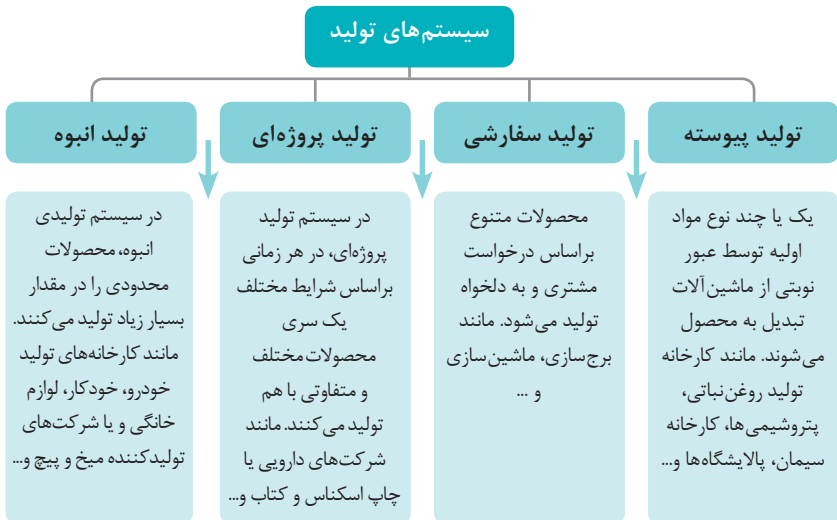 سیستم‌های تولید
تولید پیوسته
یک یا چند نوع مواد
اولیه توسط عبور
نوبتی از ماشین‌آلات
تبدیل به محصول
می‌شوند. مانند کارخانه
تولید روغن‌نباتی،
پتروشیمی‌ها، کارخانه
سیمان، پالایشگاه‌ها و...
تولید سفارشی
محصولات متنوع
براساس درخواست
مشتری و به دلخواه
تولید می‌شود. مانند
برج‌سازی، ماشین‌سازی
و ...
تولید پروژه‌ای
در سیستم تولید
پروژه‌ای، در هر زمانی
براساس شرایط مختلف
یک سری
محصولات مختلف
و متفاوتی با هم
تولید می‌کنند. مانند
شرکت‌های دارویی یا
چاپ اسکناس و کتاب و...
تولید انبوه
در سیستم تولیدی
انبوه، محصولات
محدودی را در مقدار
بسیار زیاد تولید می‌کنند.
مانند کارخانه‌های تولید
خودرو، خودکار، لوازم
خانگی و یا شرکت‌های
تولیدکننده میخ و پیچ و...